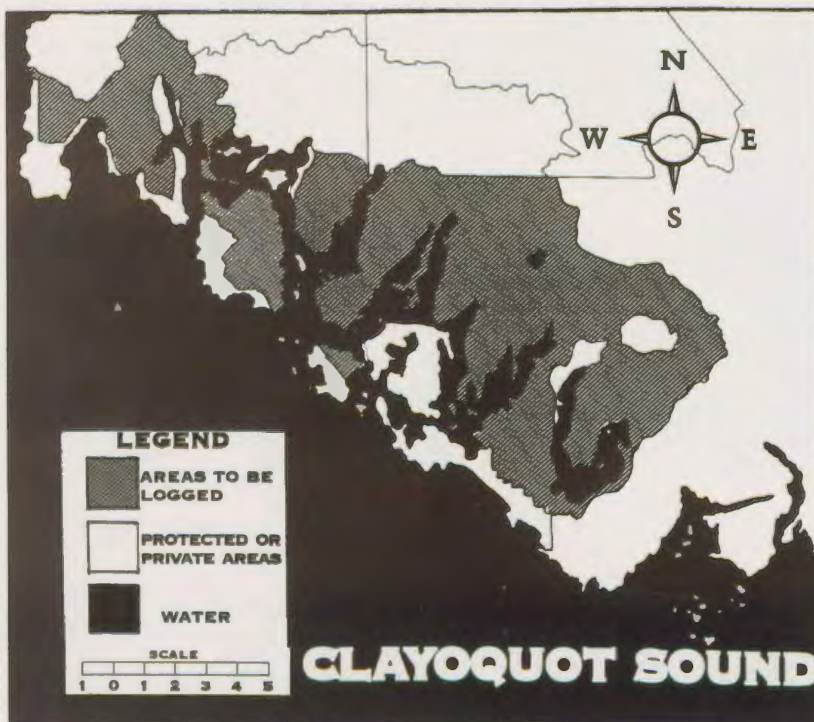 N
W E
S
LEGEND
AREAS TO BE
LOGGED
PROTECTED OR
PRIVATE AREAS
WATER
SCALE
1 0 1 2 3 4 5
CLAYOQUOT SOUND